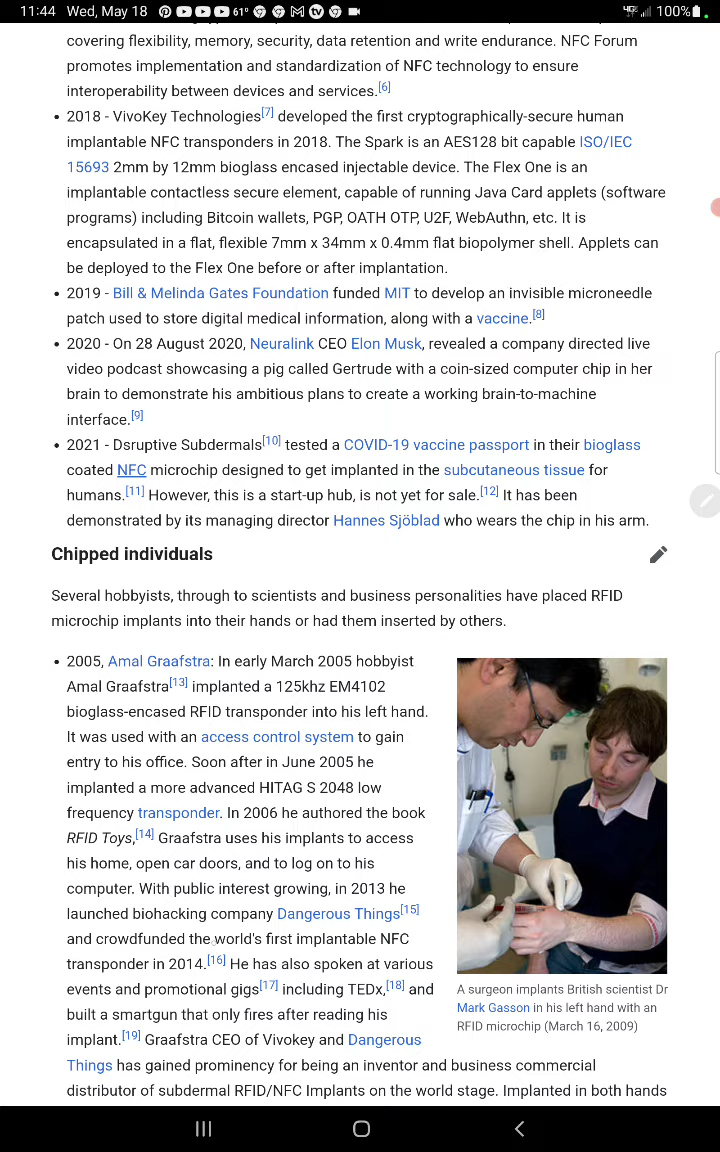 11:44 Wed, May 18 61° 100%
covering flexibility, memory, security, data retention and write endurance. NFC Forum
promotes implementation and standardization of NFC technology to ensure
interoperability between devices and services.[6]
• 2018 - VivoKey Technologies[7] developed the first cryptographically-secure human
implantable NFC transponders in 2018. The Spark is an AES128 bit capable ISO/IEC
15693 2mm by 12mm bioglass encased injectable device. The Flex One is an
implantable contactless secure element, capable of running Java Card applets (software
programs) including Bitcoin wallets, PGP, OATH OTP, U2F, WebAuthn, etc. It is
encapsulated in a flat, flexible 7mm x 34mm x 0.4mm flat biopolymer shell. Applets can
be deployed to the Flex One before or after implantation.
• 2019 - Bill & Melinda Gates Foundation funded MIT to develop an invisible microneedle
patch used to store digital medical information, along with a vaccine.[8]
• 2020 - On 28 August 2020, Neuralink CEO Elon Musk, revealed a company directed live
video podcast showcasing a pig called Gertrude with a coin-sized computer chip in her
brain to demonstrate his ambitious plans to create a working brain-to-machine
interface.[9]
• 2021 - Dsruptive Subdermals[10] tested a COVID-19 vaccine passport in their bioglass
coated NFC microchip designed to get implanted in the subcutaneous tissue for
humans.[11] However, this is a start-up hub, is not yet for sale.[12] It has been
demonstrated by its managing director Hannes Sjöblad who wears the chip in his arm.
Chipped individuals
Several hobbyists, through to scientists and business personalities have placed RFID
microchip implants into their hands or had them inserted by others.
• 2005, Amal Graafstra: In early March 2005 hobbyist
Amal Graafstra[13] implanted a 125khz EM4102
bioglass-encased RFID transponder into his left hand.
It was used with an access control system to gain
entry to his office. Soon after in June 2005 he
implanted a more advanced HITAG S 2048 low
frequency transponder. In 2006 he authored the book
RFID Toys,[14] Graafstra uses his implants to access
his home, open car doors, and to log on to his
computer. With public interest growing, in 2013 he
launched biohacking company Dangerous Things[15]
and crowdfunded the world's first implantable NFC
transponder in 2014.[16] He has also spoken at various
events and promotional gigs[17] including TEDx,[18] and
built a smartgun that only fires after reading his
implant.[19] Graafstra CEO of Vivokey and Dangerous
Things has gained prominency for being an inventor and business commercial
distributor of subdermal RFID/NFC Implants on the world stage. Implanted in both hands
A surgeon implants British scientist Dr
Mark Gasson in his left hand with an
RFID microchip (March 16, 2009)